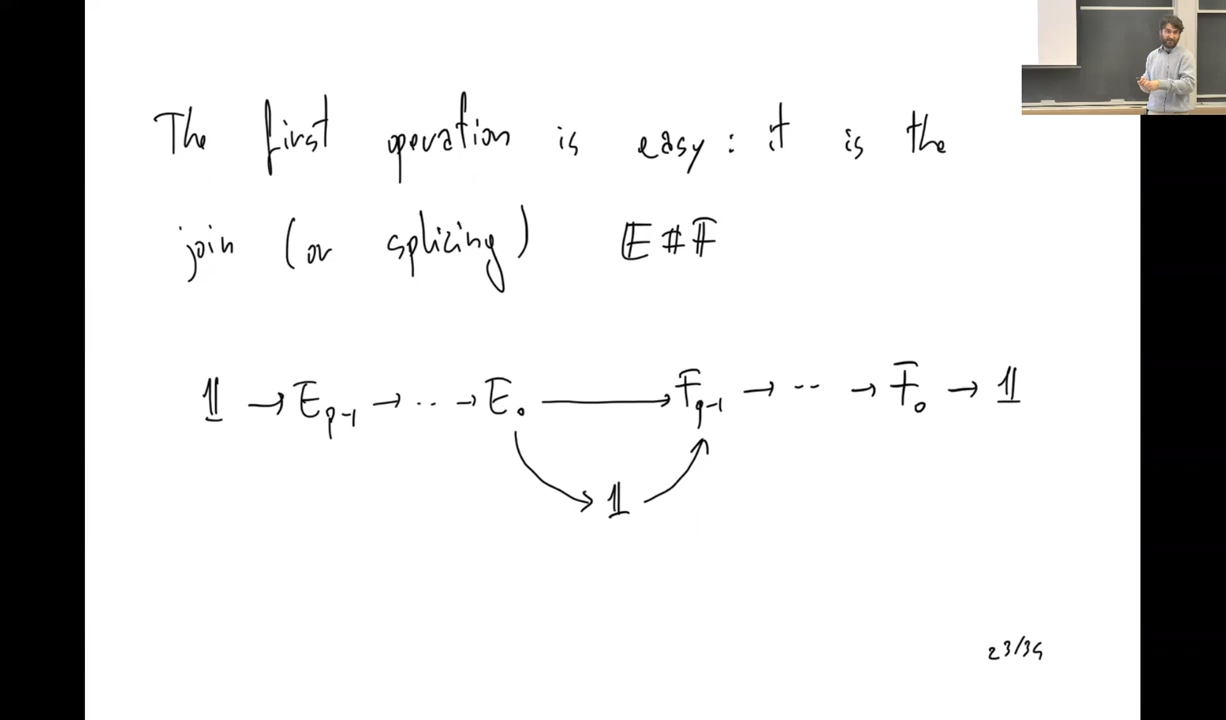 The first operation is easy: it is the
join (or splicing) 𝔼 # 𝔽
𝟙 → E_{p-1} → ·· → E_0 → F_{q-1} → ·· → F_0 → 𝟙
𝟙
23/34